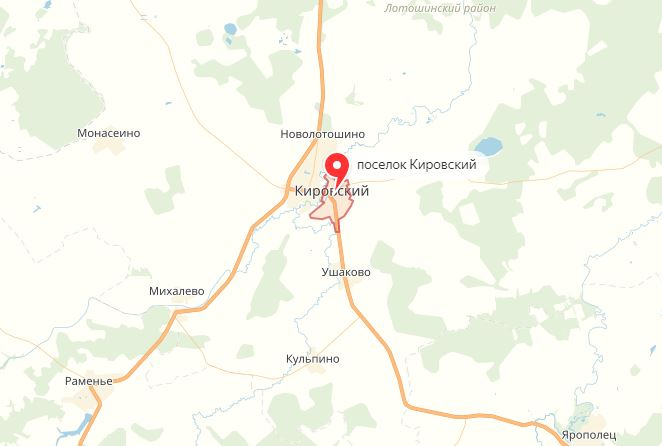 Лотошинский район
Монасеино
Новолотошино
поселок Кировский
Кировский
Ушаково
Михалево
Кульпино
Раменье
Ярополец